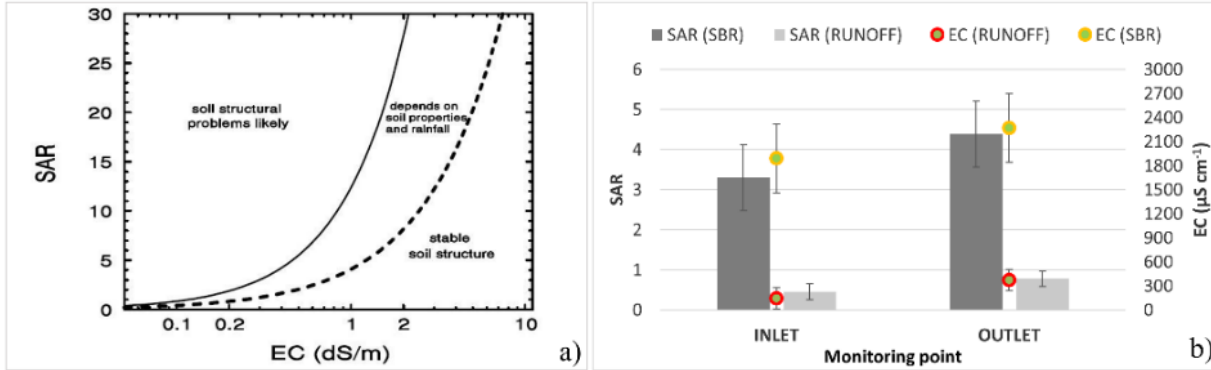 30
25
20
15
10
5
0
SAR
soil structural
problems likely
depends on
soil properties
and rainfall
stable
soil structure
0.1 0.2 1 2 10
EC (dS/m)
a)
SAR (SBR) SAR (RUNOFF) EC (RUNOFF) EC (SBR)
6
5
4
3
2
1
0
SAR
3000
2700
2400
2100
1800
1500
1200
900
600
300
0
EC (µS cm⁻¹)
INLET OUTLET
Monitoring point
b)